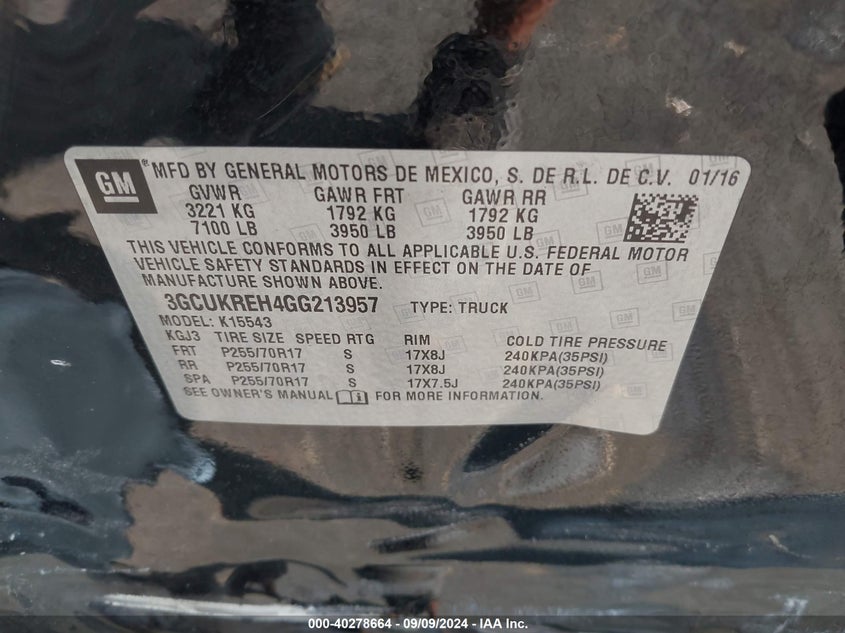 GM ® MFD BY GENERAL MOTORS DE MEXICO, S. DE R.L. DE C.V. 01/16
GVWR GAWR FRT GAWR RR
3221 KG 1792 KG 1792 KG
7100 LB 3950 LB 3950 LB
THIS VEHICLE CONFORMS TO ALL APPLICABLE U.S. FEDERAL MOTOR
VEHICLE SAFETY STANDARDS IN EFFECT ON THE DATE OF
MANUFACTURE SHOWN ABOVE.
3GCUKREH4GG213957 TYPE: TRUCK
MODEL: K15543
KGJ3 TIRE SIZE SPEED RTG RIM COLD TIRE PRESSURE
FRT P255/70R17 S 17X8J 240KPA(35PSI)
RR P255/70R17 S 17X8J 240KPA(35PSI)
SPA P255/70R17 S 17X7.5J 240KPA(35PSI)
SEE OWNER'S MANUAL FOR MORE INFORMATION.
000-40278664 - 09/09/2024 - IAA Inc.